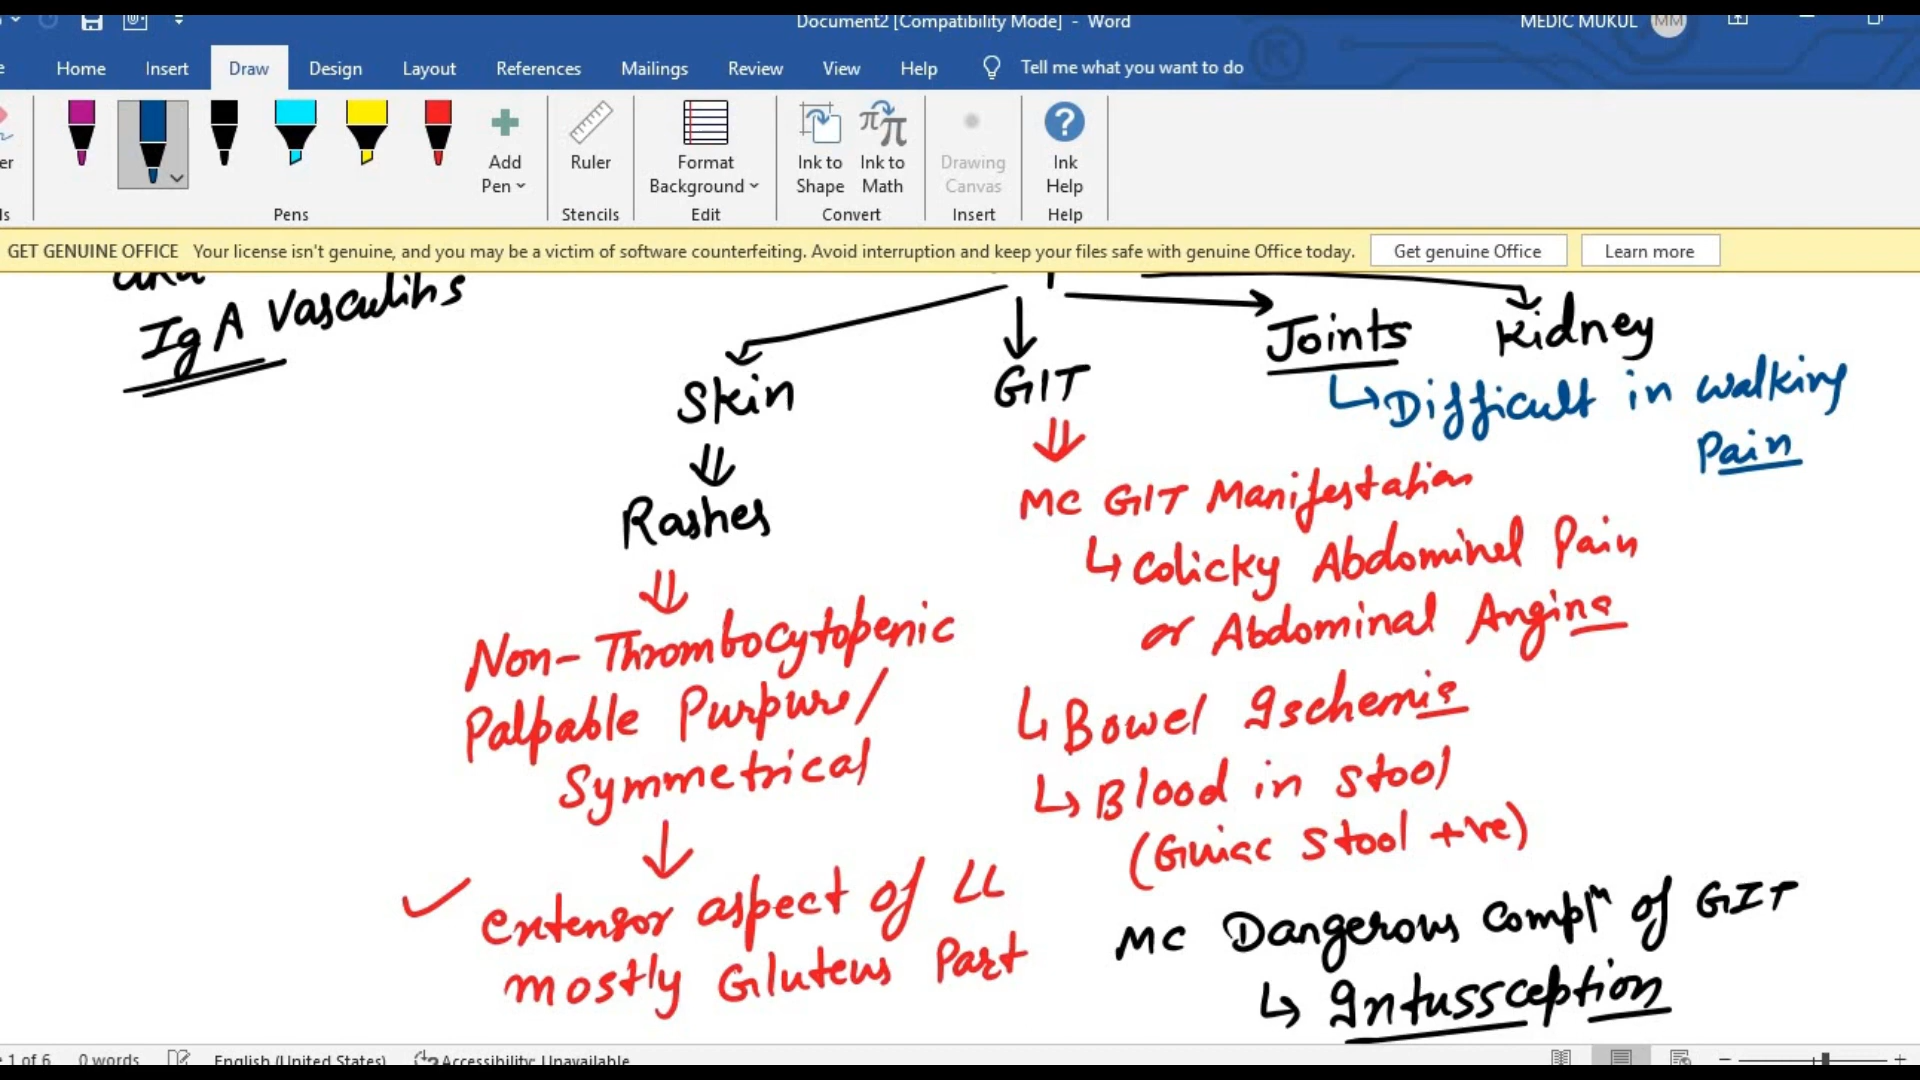 Document2 [Compatibility Mode] - Word
MEDIC MUKUL MM
Home Insert Draw Design Layout References Mailings Review View Help Tell me what you want to do
Add Pen
Ruler
Format Background
Ink to Shape
Ink to Math
Drawing Canvas
Ink Help
Pens Stencils Edit Convert Insert Help
GET GENUINE OFFICE Your license isn't genuine, and you may be a victim of software counterfeiting. Avoid interruption and keep your files safe with genuine Office today. Get genuine Office Learn more
aka
IgA Vasculitis
Skin
Rashes
Non-Thrombocytopenic
Palpable Purpura/
Symmetrical
extensor aspect of LL
mostly Gluteus Part
GIT
MC GIT Manifestation
Colicky Abdominal Pain
or Abdominal Angina
Bowel Ischemia
Blood in stool
(Guiac stool +ve)
MC Dangerous complⁿ of GIT
Intussception
Joints
Difficult in walking
Pain
Kidney
1 of 6 0 words English (United States) Accessibility: Unavailable